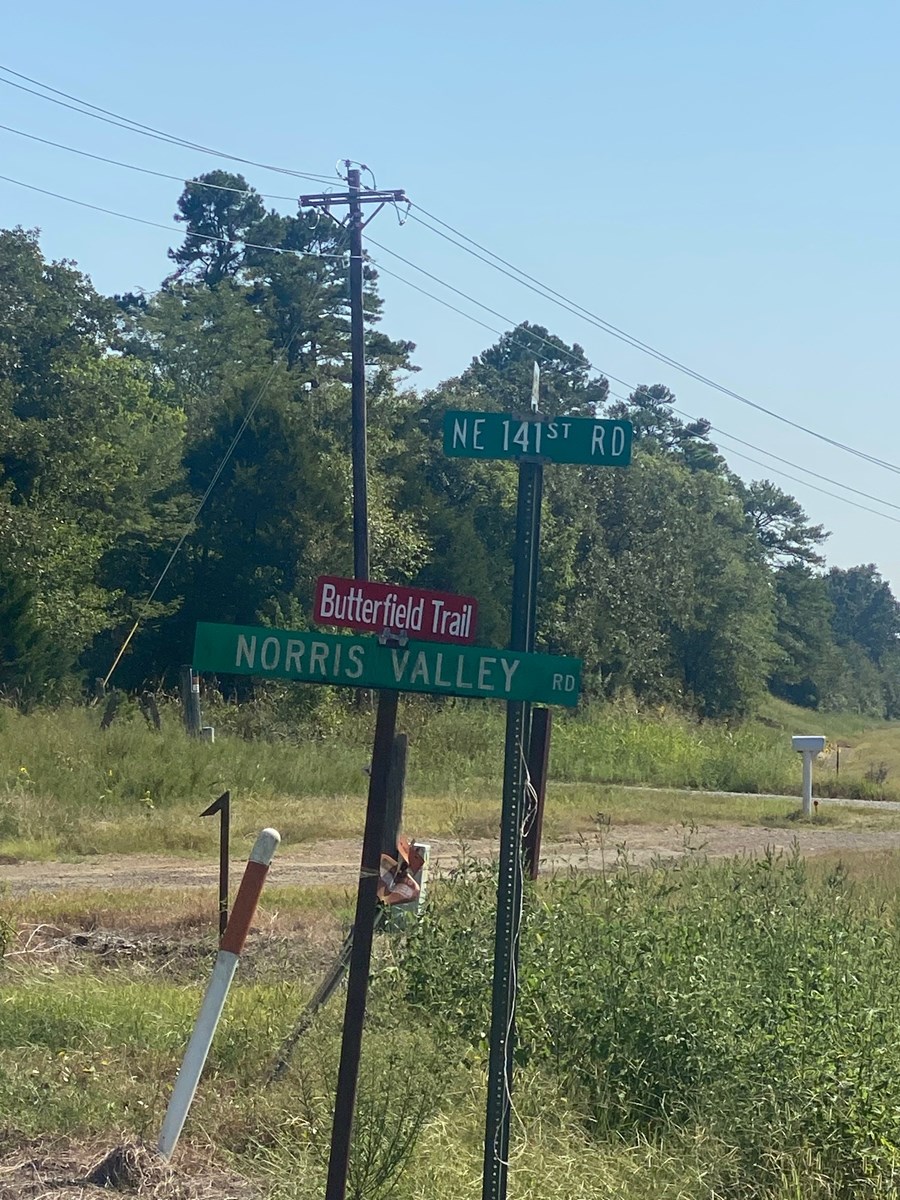 NE 141ST RD
Butterfield Trail
NORRIS VALLEY RD